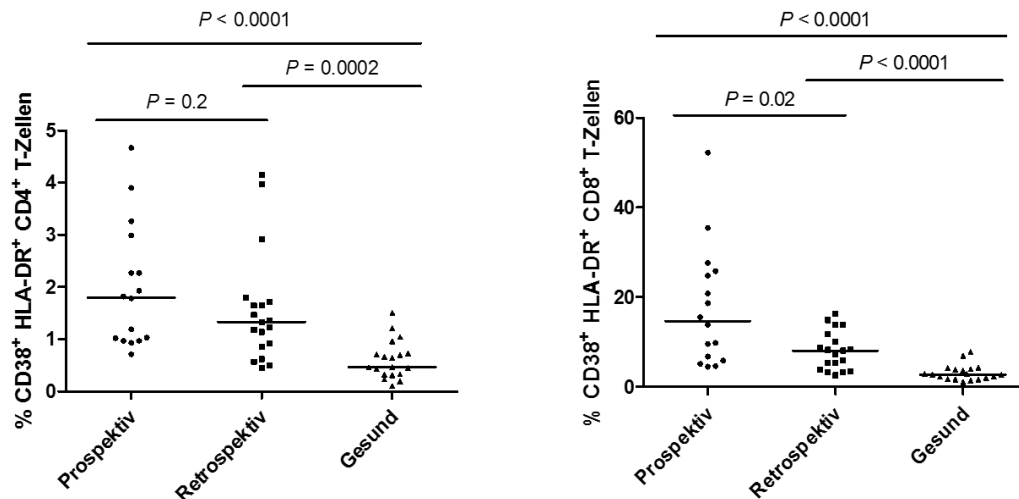 P < 0.0001
P = 0.0002
P = 0.2
% CD38⁺ HLA-DR⁺ CD4⁺ T-Zellen
5
4
3
2
1
0
Prospektiv
Retrospektiv
Gesund
P < 0.0001
P < 0.0001
P = 0.02
% CD38⁺ HLA-DR⁺ CD8⁺ T-Zellen
60
40
20
0
Prospektiv
Retrospektiv
Gesund